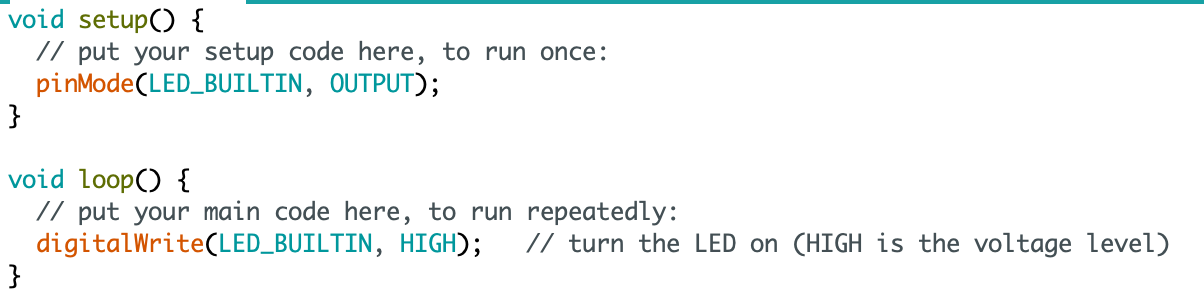 void setup() {
  // put your setup code here, to run once:
  pinMode(LED_BUILTIN, OUTPUT);
}

void loop() {
  // put your main code here, to run repeatedly:
  digitalWrite(LED_BUILTIN, HIGH);   // turn the LED on (HIGH is the voltage level)
}